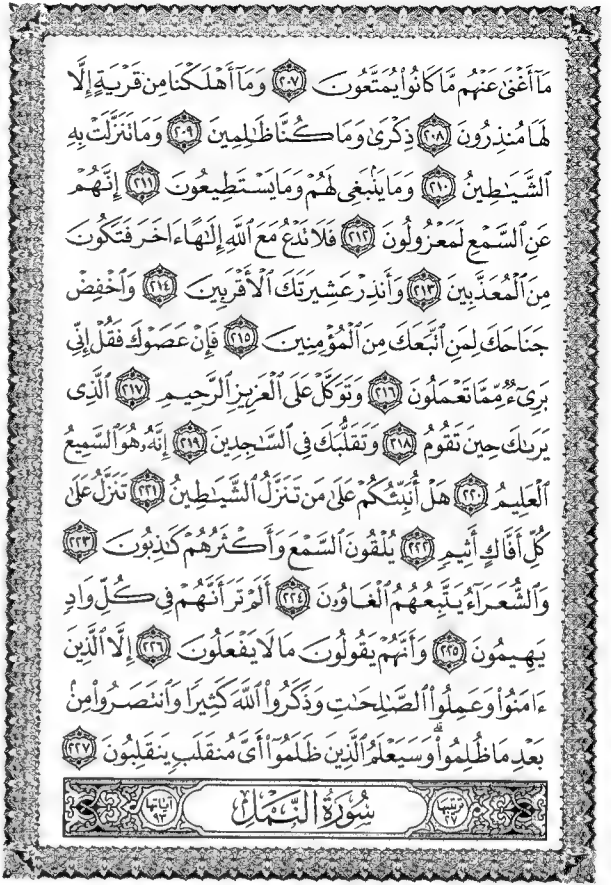 مَآ أَغْنَىٰ عَنْهُم مَّا كَانُوا۟ يُمَتَّعُونَ ٢٠٧ وَمَآ أَهْلَكْنَا مِن قَرْيَةٍ إِلَّا
لَهَا مُنذِرُونَ ٢٠٨ ذِكْرَىٰ وَمَا كُنَّا ظَـٰلِمِينَ ٢٠٩ وَمَا تَنَزَّلَتْ بِهِ
ٱلشَّيَـٰطِينُ ٢١٠ وَمَا يَنۢبَغِى لَهُمْ وَمَا يَسْتَطِيعُونَ ٢١١ إِنَّهُمْ
عَنِ ٱلسَّمْعِ لَمَعْزُولُونَ ٢١٢ فَلَا تَدْعُ مَعَ ٱللَّهِ إِلَـٰهًا ءَاخَرَ فَتَكُونَ
مِنَ ٱلْمُعَذَّبِينَ ٢١٣ وَأَنذِرْ عَشِيرَتَكَ ٱلْأَقْرَبِينَ ٢١٤ وَٱخْفِضْ
جَنَاحَكَ لِمَنِ ٱتَّبَعَكَ مِنَ ٱلْمُؤْمِنِينَ ٢١٥ فَإِنْ عَصَوْكَ فَقُلْ إِنِّى
بَرِىٓءٌ مِّمَّا تَعْمَلُونَ ٢١٦ وَتَوَكَّلْ عَلَى ٱلْعَزِيزِ ٱلرَّحِيمِ ٢١٧ ٱلَّذِى
يَرَىٰكَ حِينَ تَقُومُ ٢١٨ وَتَقَلُّبَكَ فِى ٱلسَّـٰجِدِينَ ٢١٩ إِنَّهُۥ هُوَ ٱلسَّمِيعُ
ٱلْعَلِيمُ ٢٢٠ هَلْ أُنَبِّئُكُمْ عَلَىٰ مَن تَنَزَّلُ ٱلشَّيَـٰطِينُ ٢٢١ تَنَزَّلُ عَلَىٰ
كُلِّ أَفَّاكٍ أَثِيمٍ ٢٢٢ يُلْقُونَ ٱلسَّمْعَ وَأَكْثَرُهُمْ كَـٰذِبُونَ ٢٢٣
وَٱلشُّعَرَآءُ يَتَّبِعُهُمُ ٱلْغَاوُۥنَ ٢٢٤ أَلَمْ تَرَ أَنَّهُمْ فِى كُلِّ وَادٍ
يَهِيمُونَ ٢٢٥ وَأَنَّهُمْ يَقُولُونَ مَا لَا يَفْعَلُونَ ٢٢٦ إِلَّا ٱلَّذِينَ
ءَامَنُوا۟ وَعَمِلُوا۟ ٱلصَّـٰلِحَـٰتِ وَذَكَرُوا۟ ٱللَّهَ كَثِيرًا وَٱنتَصَرُوا۟ مِنۢ
بَعْدِ مَا ظُلِمُوا۟ ۗ وَسَيَعْلَمُ ٱلَّذِينَ ظَلَمُوٓا۟ أَىَّ مُنقَلَبٍ يَنقَلِبُونَ ٢٢٧
ترتيبها ٢٧ سُورَةُ النَّمْلِ آياتها ٩٣